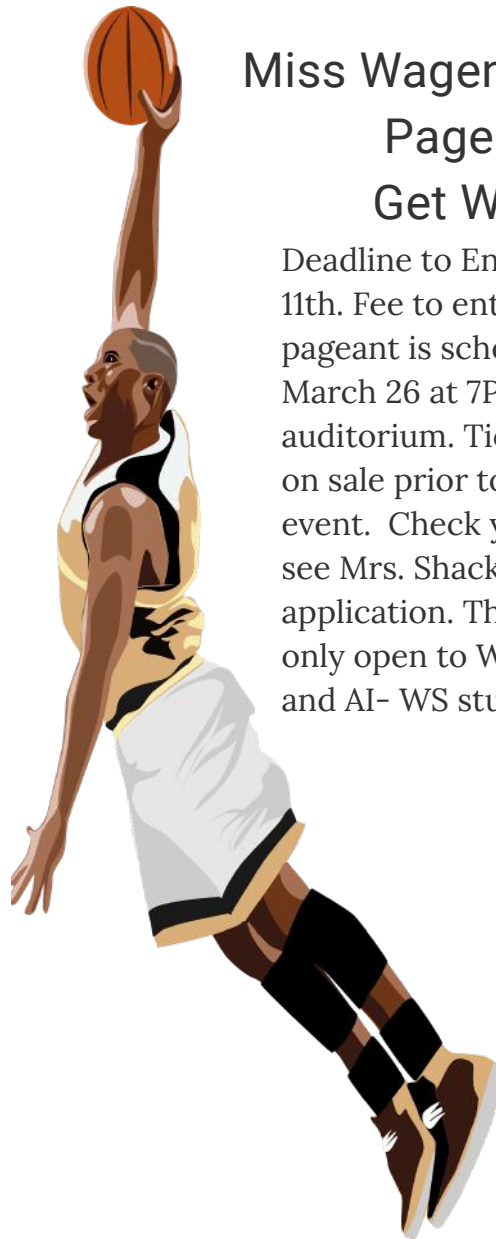 Miss Wagen
Page
Get W
Deadline to En
11th. Fee to ent
pageant is sche
March 26 at 7P
auditorium. Tic
on sale prior to
event. Check y
see Mrs. Shack
application. Th
only open to W
and AI- WS stu